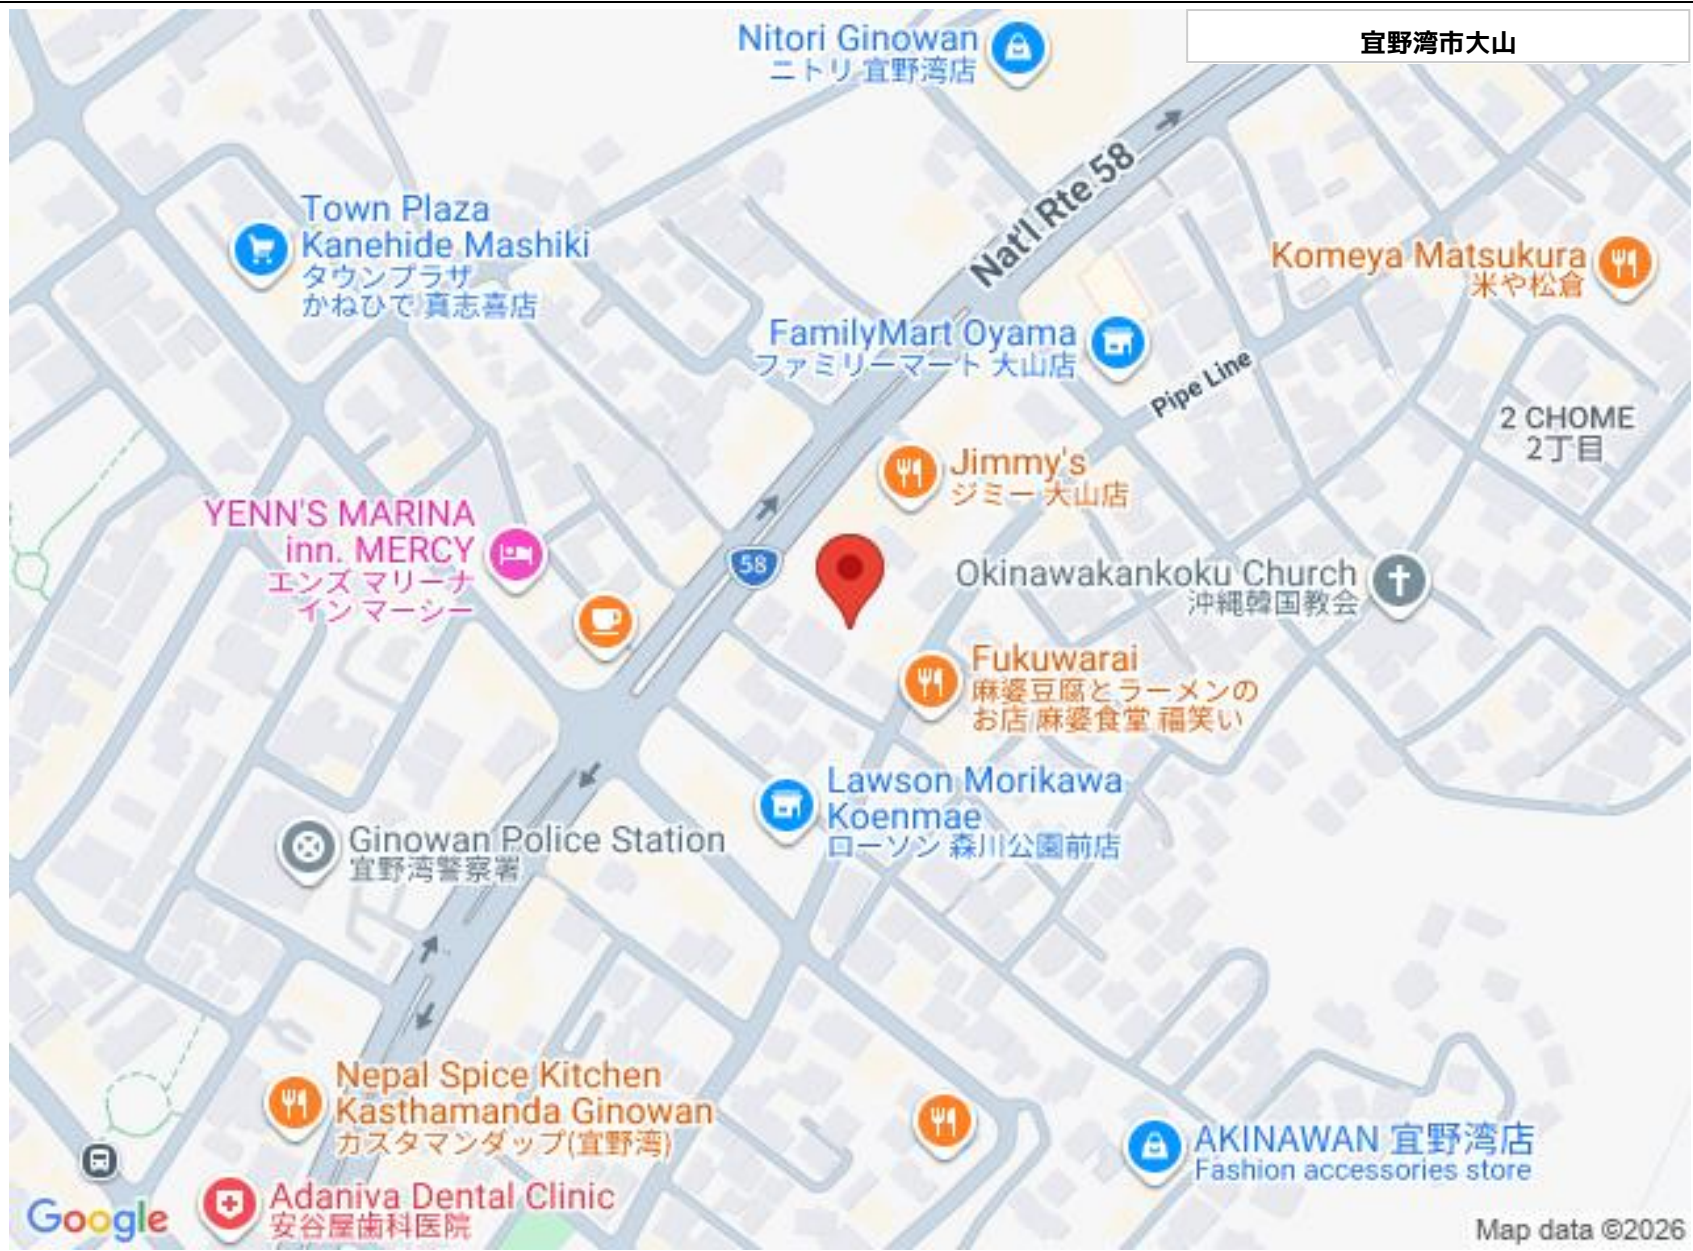 宜野湾市大山
Nitori Ginowan
ニトリ 宜野湾店
Nat'l Rte 58
Town Plaza
Kanehide Mashiki
タウンプラザ
かねひで 真志喜店
Komeya Matsukura
米や松倉
FamilyMart Oyama
ファミリーマート 大山店
Pipe Line
2 CHOME
2丁目
Jimmy's
ジミー 大山店
YENN'S MARINA
inn. MERCY
エンズ マリーナ
イン マーシー
58
Okinawakankoku Church
沖縄韓国教会
Fukuwarai
麻婆豆腐とラーメンの
お店 麻婆食堂 福笑い
Lawson Morikawa
Koenmae
ローソン 森川公園前店
Ginowan Police Station
宜野湾警察署
Nepal Spice Kitchen
Kasthamanda Ginowan
カスタマンダップ(宜野湾)
AKINAWAN 宜野湾店
Fashion accessories store
Adaniya Dental Clinic
安谷屋歯科医院
Google
Map data ©2026